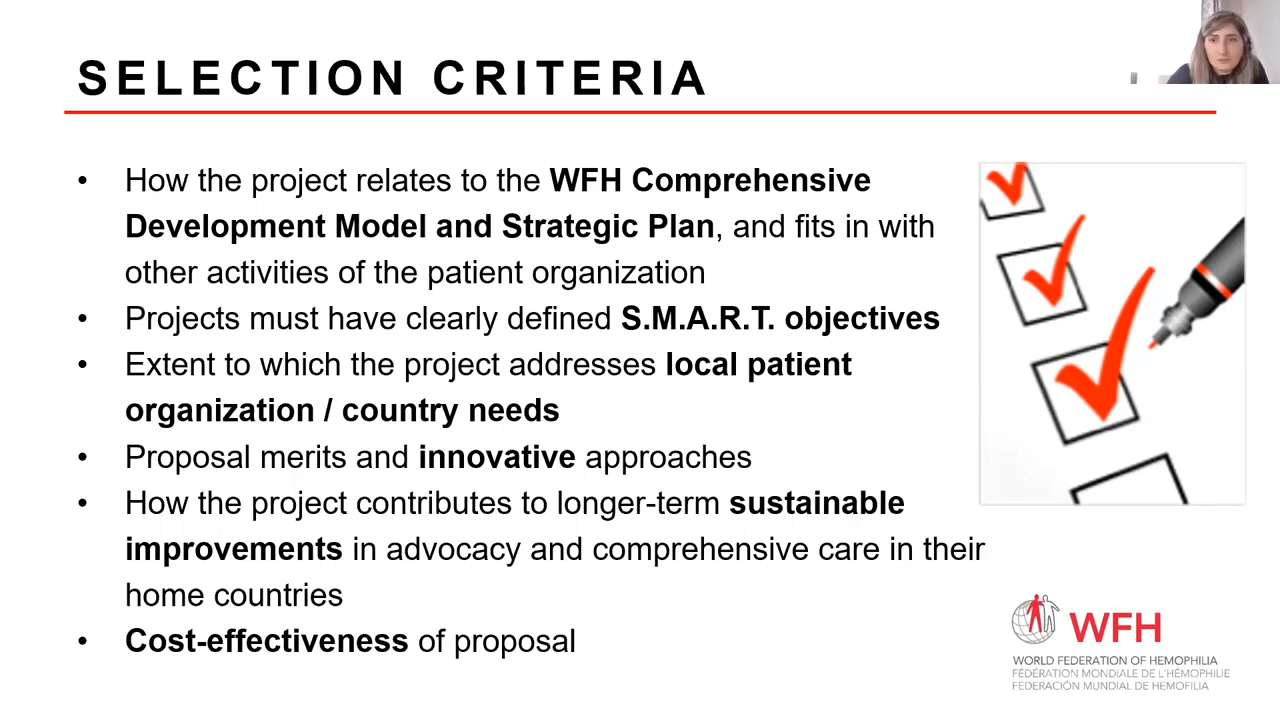 SELECTION CRITERIA
• How the project relates to the WFH Comprehensive
Development Model and Strategic Plan, and fits in with
other activities of the patient organization
• Projects must have clearly defined S.M.A.R.T. objectives
• Extent to which the project addresses local patient
organization / country needs
• Proposal merits and innovative approaches
• How the project contributes to longer-term sustainable
improvements in advocacy and comprehensive care in their
home countries
• Cost-effectiveness of proposal
WFH
WORLD FEDERATION OF HEMOPHILIA
FÉDÉRATION MONDIALE DE L'HÉMOPHILIE
FEDERACIÓN MUNDIAL DE HEMOFILIA